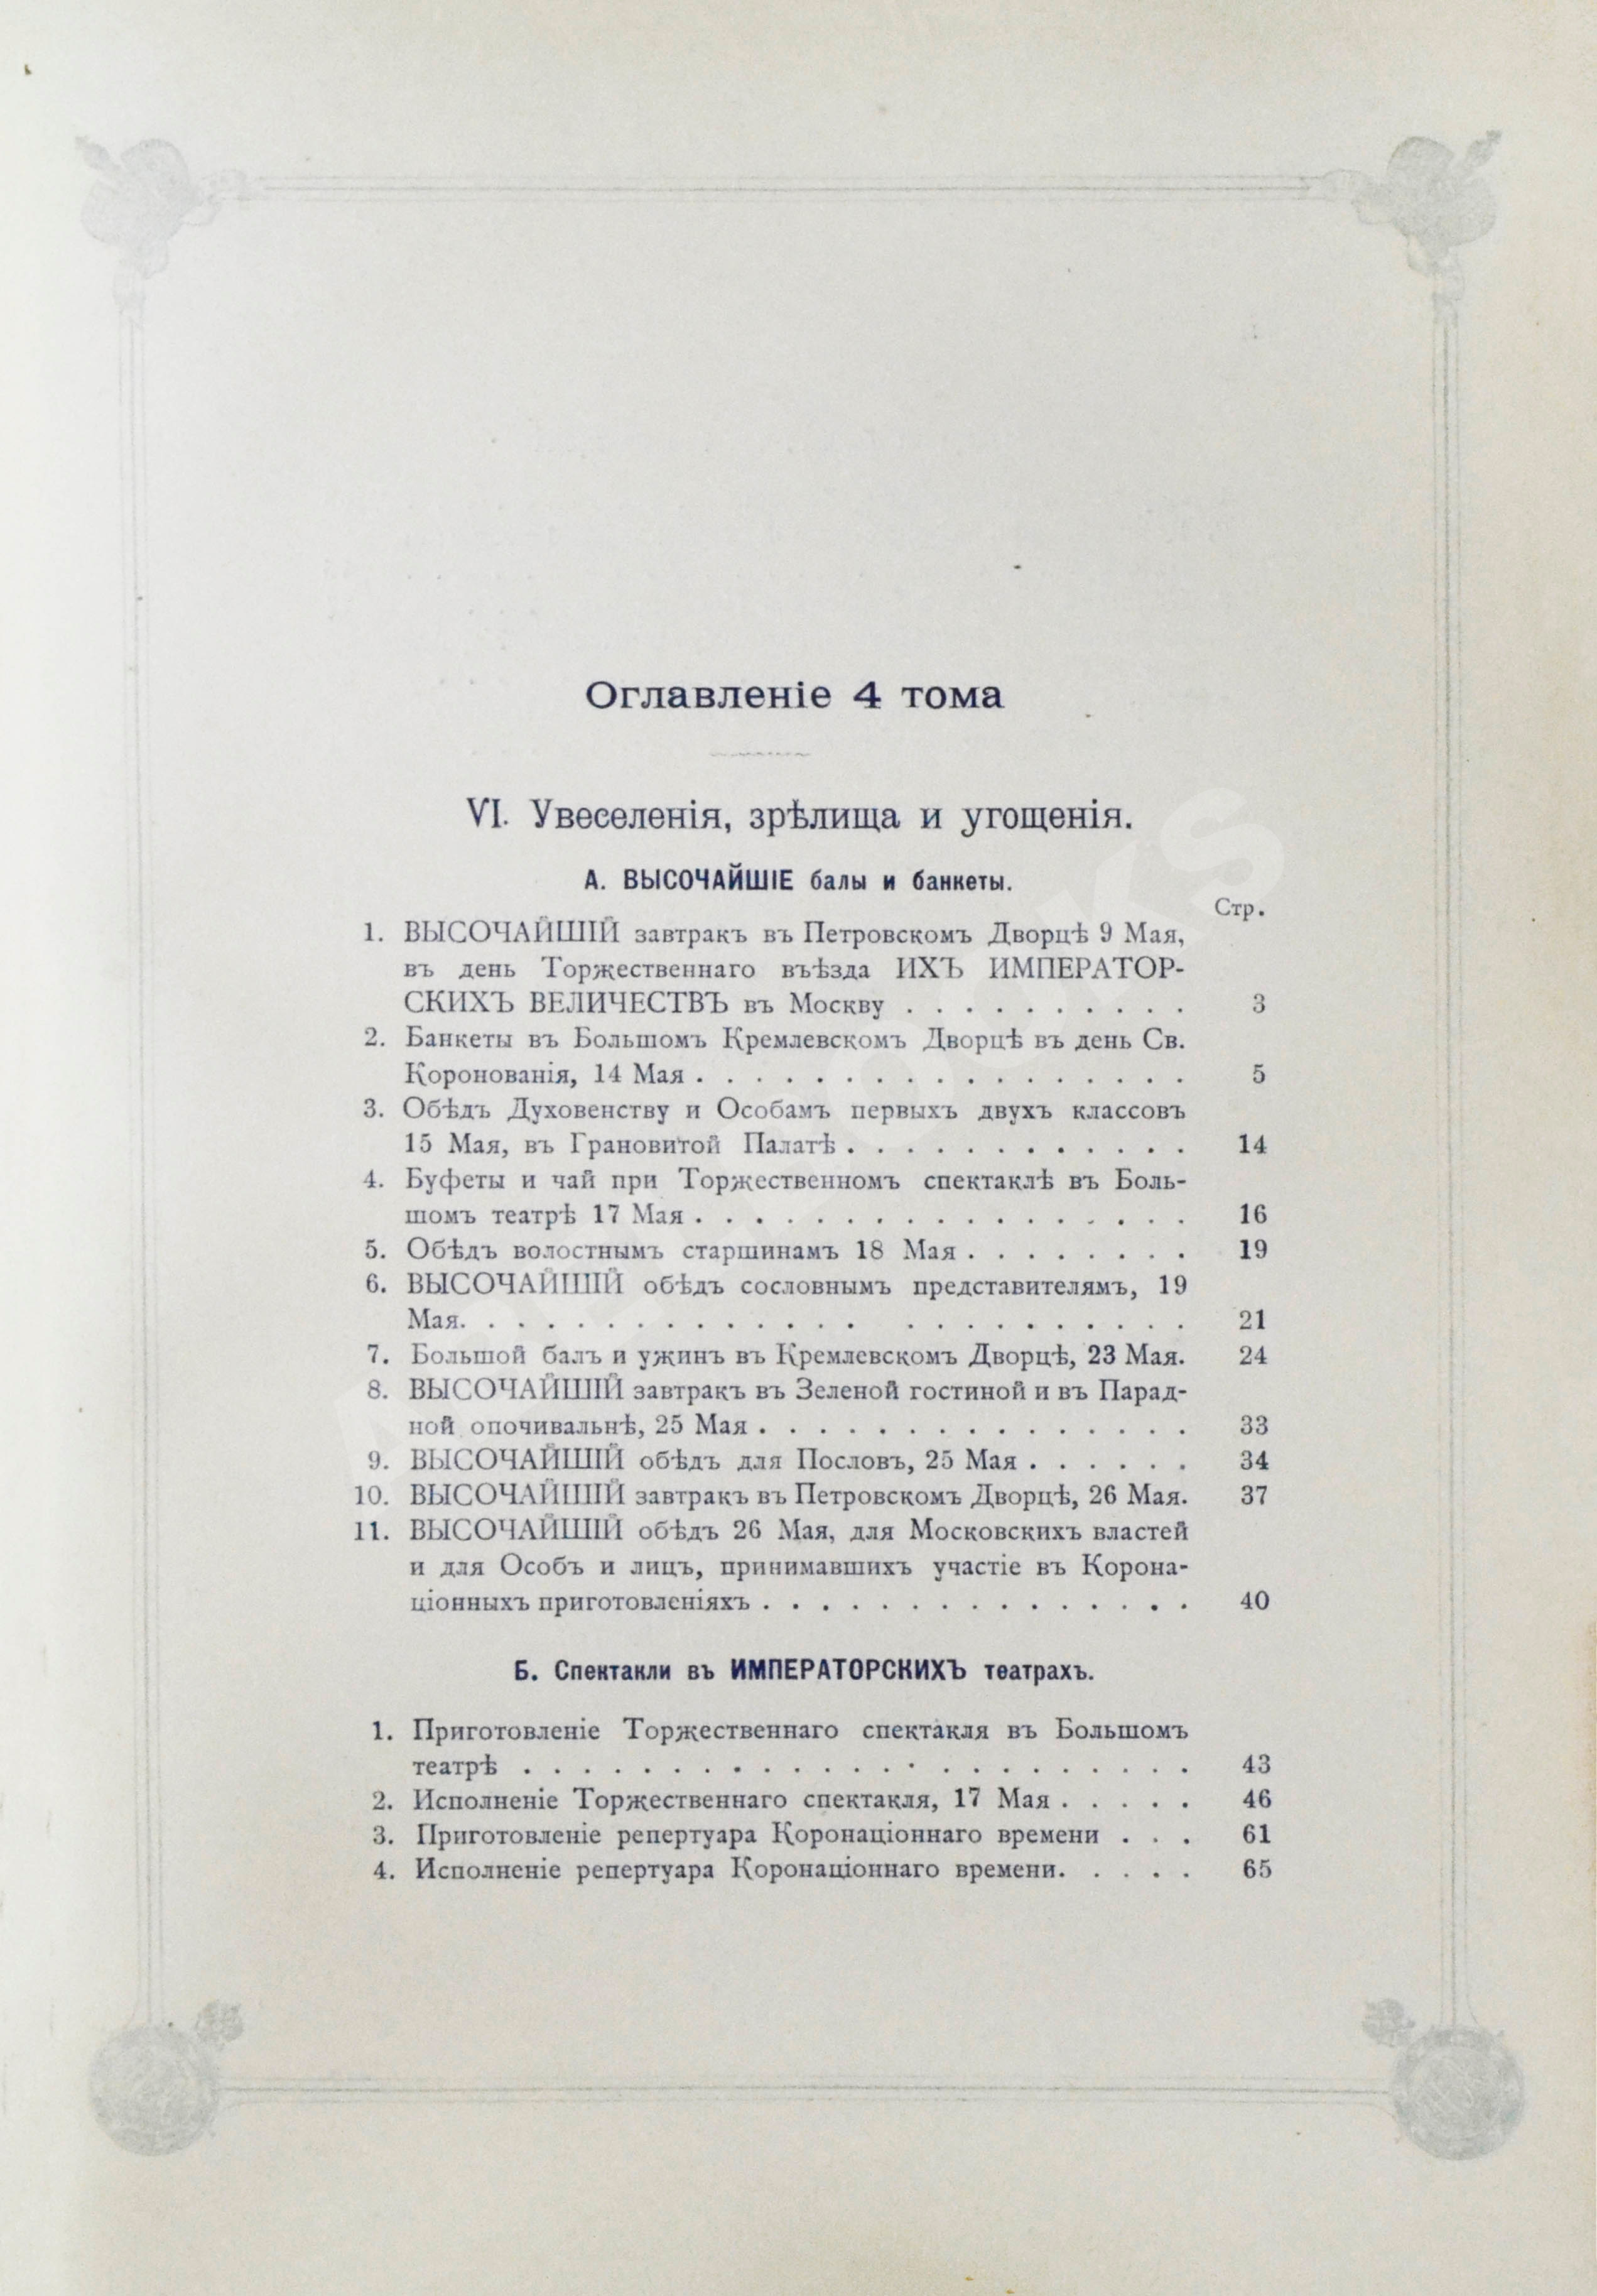 Оглавленіе 4 тома
VI. Увеселенія, зрѣлища и угощенія.
А. ВЫСОЧАЙШІЕ балы и банкеты.
Стр.
1. ВЫСОЧАЙШІЙ завтракъ въ Петровскомъ Дворцѣ 9 Мая,
въ день Торжественнаго въѣзда ИХЪ ИМПЕРАТОР-
СКИХЪ ВЕЛИЧЕСТВЪ въ Москву . . . . . . . . . . 3
2. Банкеты въ Большомъ Кремлевскомъ Дворцѣ въ день Св.
Коронованія, 14 Мая . . . . . . . . . . . . . . . . . 5
3. Обѣдъ Духовенству и Особамъ первыхъ двухъ классовъ
15 Мая, въ Грановитой Палатѣ . . . . . . . . . . . . 14
4. Буфеты и чай при Торжественномъ спектаклѣ въ Боль-
шомъ театрѣ 17 Мая . . . . . . . . . . . . . . . . . 16
5. Обѣдъ волостнымъ старшинамъ 18 Мая . . . . . . . . 19
6. ВЫСОЧАЙШІЙ обѣдъ сословнымъ представителямъ, 19
Мая. . . . . . . . . . . . . . . . . . . . . . . . 21
7. Большой балъ и ужинъ въ Кремлевскомъ Дворцѣ, 23 Мая. 24
8. ВЫСОЧАЙШІЙ завтракъ въ Зеленой гостиной и въ Парад-
ной опочивальнѣ, 25 Мая . . . . . . . . . . . . . . . 33
9. ВЫСОЧАЙШІЙ обѣдъ для Пословъ, 25 Мая . . . . . . 34
10. ВЫСОЧАЙШІЙ завтракъ въ Петровскомъ Дворцѣ, 26 Мая. 37
11. ВЫСОЧАЙШІЙ обѣдъ 26 Мая, для Московскихъ властей
и для Особъ и лицъ, принимавшихъ участіе въ Корона-
ціонныхъ приготовленіяхъ . . . . . . . . . . . . . . . 40
Б. Спектакли въ ИМПЕРАТОРСКИХЪ театрахъ.
1. Приготовленіе Торжественнаго спектакля въ Большомъ
театрѣ . . . . . . . . . . . . . . . . . . . . . . . 43
2. Исполненіе Торжественнаго спектакля, 17 Мая . . . . . 46
3. Приготовленіе репертуара Коронаціоннаго времени . . . 61
4. Исполненіе репертуара Коронаціоннаго времени. . . . . 65